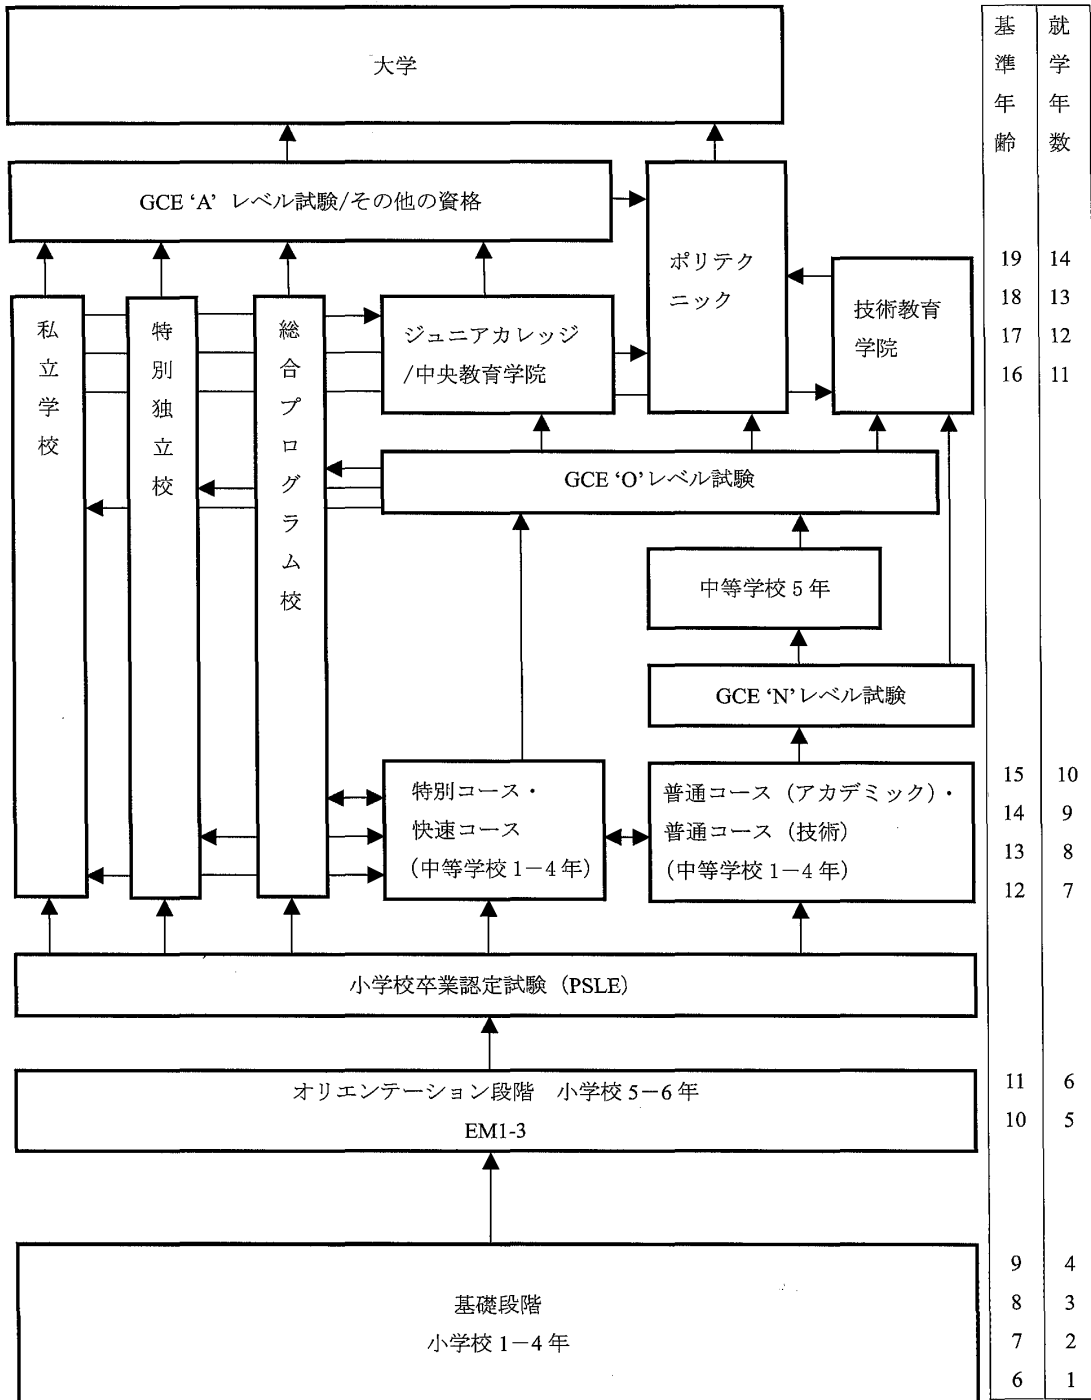 大学
GCE ‘A’ レベル試験/その他の資格
ポリテク
ニック
技術教育
学院
私立学校
特別独立校
総合プログラム校
ジュニアカレッジ
/中央教育学院
GCE ‘O’レベル試験
中等学校5年
GCE ‘N’レベル試験
特別コース・
快速コース
(中等学校1-4年)
普通コース(アカデミック)・
普通コース(技術)
(中等学校1-4年)
小学校卒業認定試験(PSLE)
オリエンテーション段階 小学校5-6年
EM1-3
基礎段階
小学校1-4年
基準年齢 就学年数
19 14
18 13
17 12
16 11
15 10
14 9
13 8
12 7
11 6
10 5
9 4
8 3
7 2
6 1